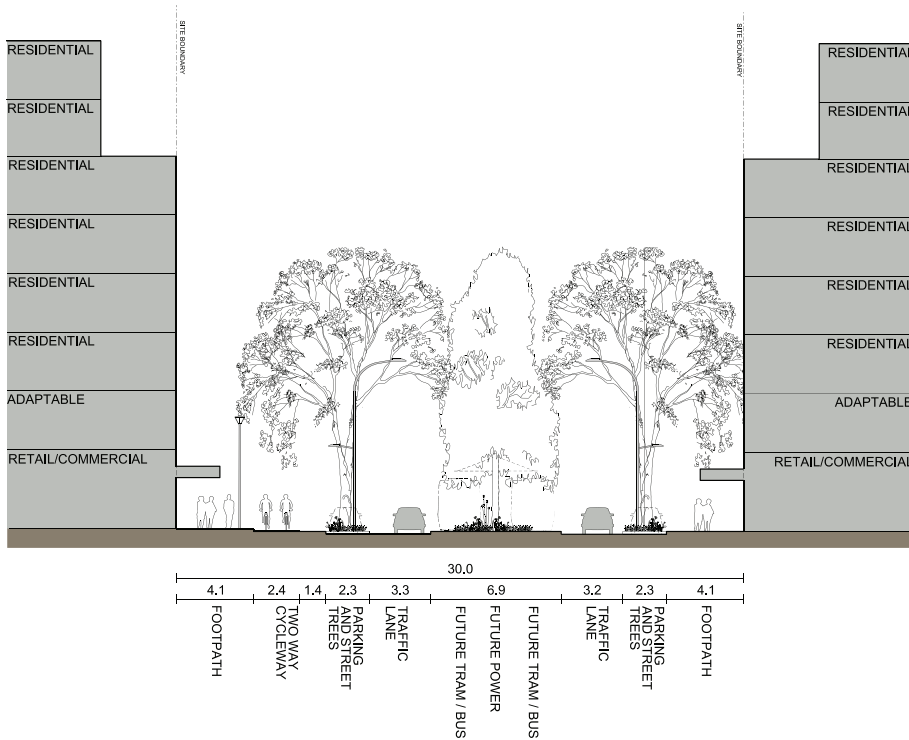 SITE BOUNDARY
SITE BOUNDARY
RESIDENTIAL
RESIDENTIAL
RESIDENTIAL
RESIDENTIAL
RESIDENTIAL
RESIDENTIAL
ADAPTABLE
RETAIL/COMMERCIAL
RESIDENTIAL
RESIDENTIAL
RESIDENTIAL
RESIDENTIAL
RESIDENTIAL
RESIDENTIAL
ADAPTABLE
RETAIL/COMMERCIAL
30.0
4.1 2.4 1.4 2.3 3.3 6.9 3.2 2.3 4.1
FOOTPATH
TWO WAY
CYCLEWAY
PARKING
AND STREET
TREES
TRAFFIC
LANE
FUTURE TRAM / BUS
FUTURE POWER
FUTURE TRAM / BUS
TRAFFIC
LANE
PARKING
AND STREET
TREES
FOOTPATH